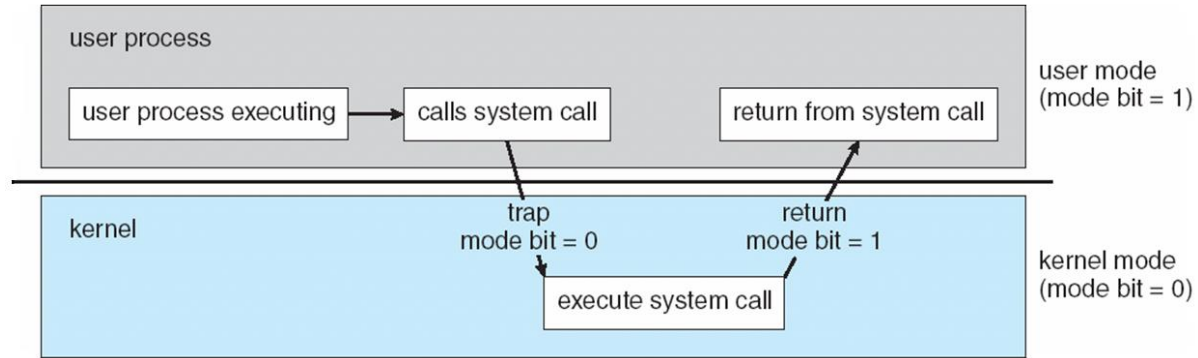 user process
user process executing
calls system call
return from system call
user mode
(mode bit = 1)
kernel
trap
mode bit = 0
return
mode bit = 1
execute system call
kernel mode
(mode bit = 0)